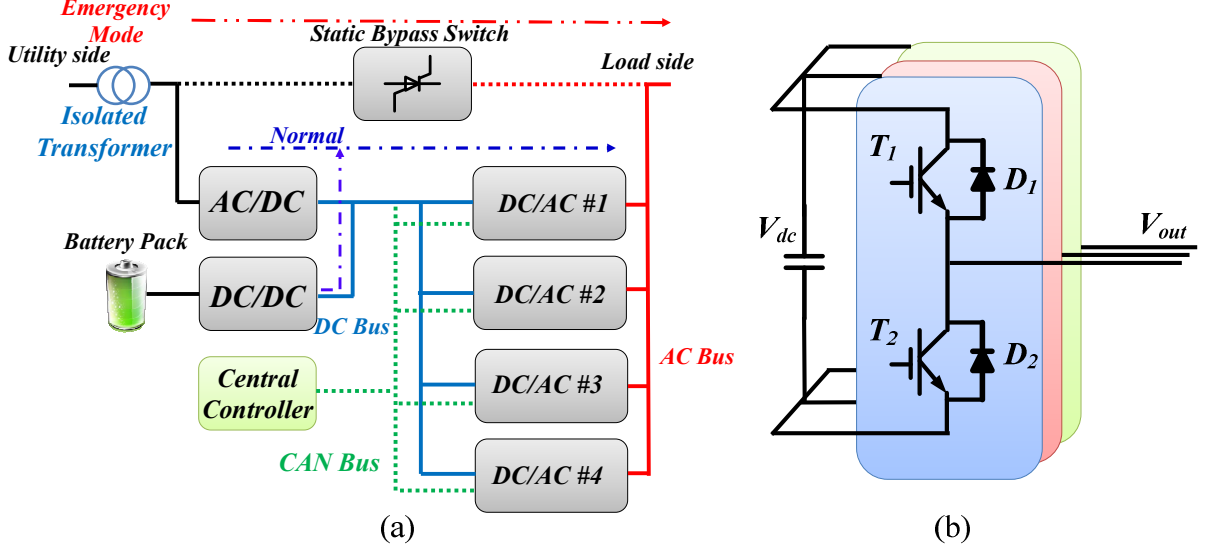 Emergency
Mode
Static Bypass Switch
Utility side
Load side
Isolated
Transformer
Normal
AC/DC
DC/AC #1
Battery Pack
DC/DC
DC/AC #2
DC Bus
AC Bus
Central
Controller
DC/AC #3
CAN Bus
DC/AC #4
(a)
T1
D1
Vdc
Vout
T2
D2
(b)